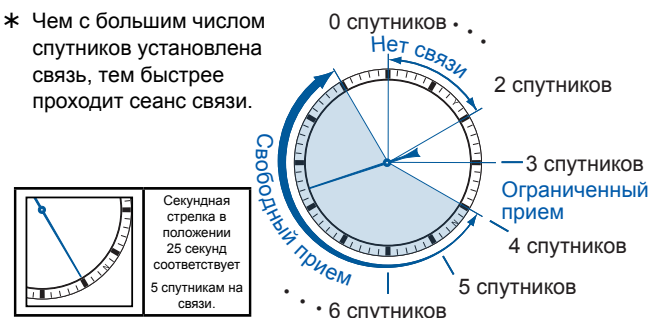 * Чем с большим числом
спутников установлена
связь, тем быстрее
проходит сеанс связи.
0 спутников
Нет связи
2 спутников
3 спутников
Ограниченный
прием
4 спутников
5 спутников
6 спутников
Свободный прием
Y
N
Секундная
стрелка в
положении
25 секунд
соответствует
5 спутникам на
связи.
N